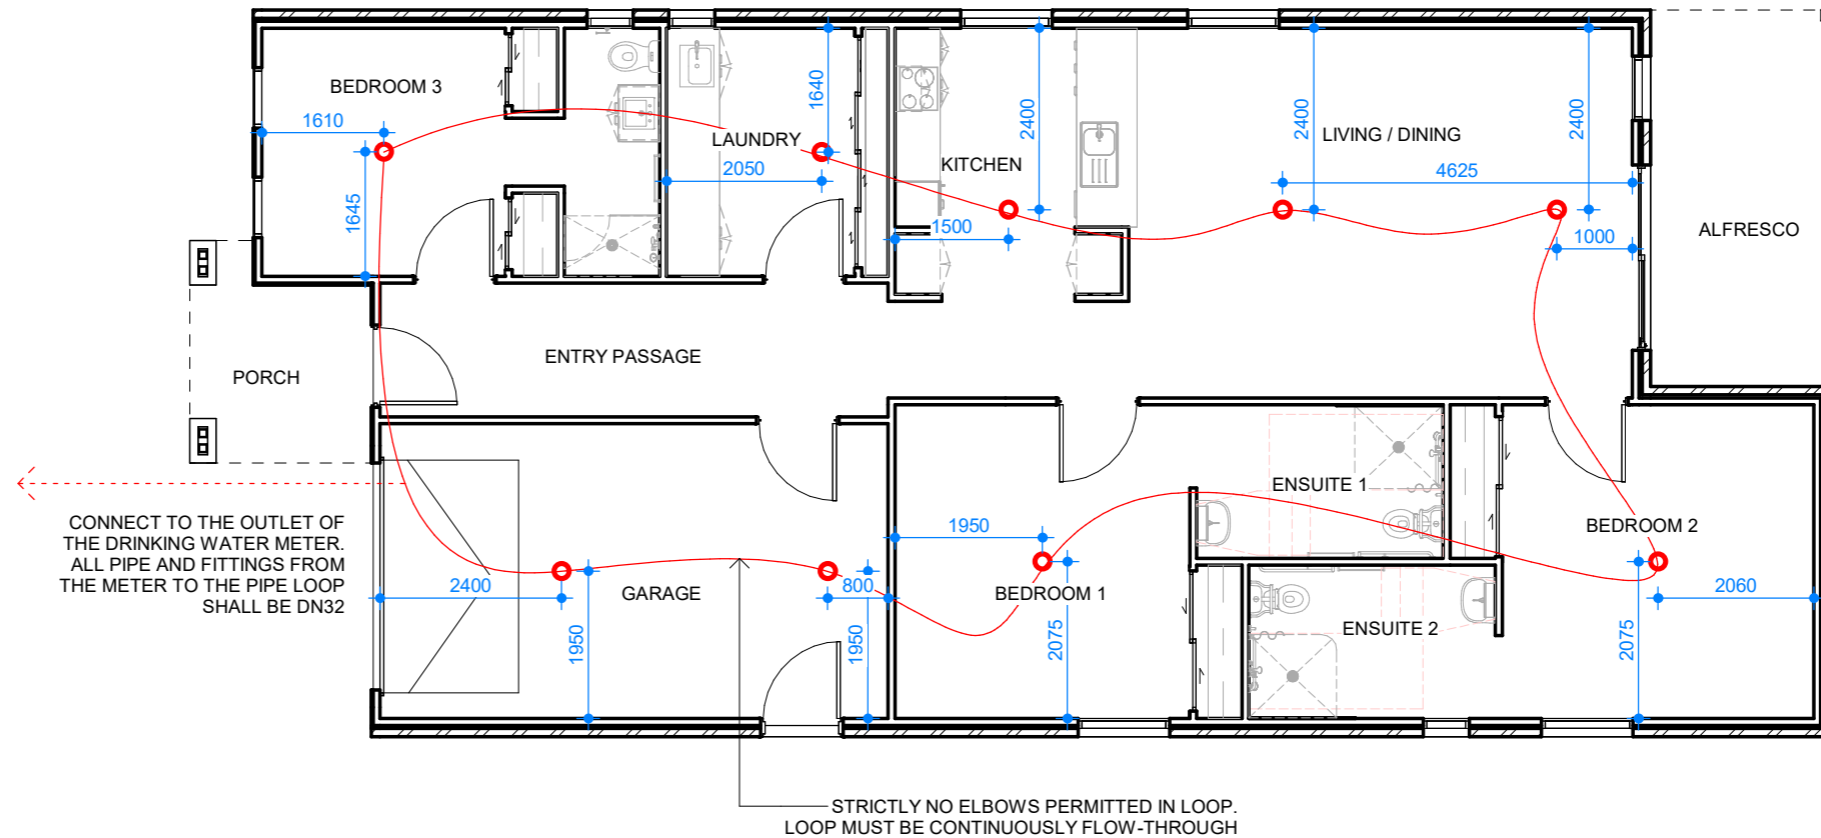 BEDROOM 3
1610
1645
LAUNDRY
1640
2050
KITCHEN
2400
1500
LIVING / DINING
2400
2400
4625
1000
ALFRESCO
PORCH
ENTRY PASSAGE
CONNECT TO THE OUTLET OF
THE DRINKING WATER METER.
ALL PIPE AND FITTINGS FROM
THE METER TO THE PIPE LOOP
SHALL BE DN32
2400
GARAGE
1950
800
1950
1950
BEDROOM 1
2075
ENSUITE 1
ENSUITE 2
BEDROOM 2
2060
2075
STRICTLY NO ELBOWS PERMITTED IN LOOP.
LOOP MUST BE CONTINUOUSLY FLOW-THROUGH